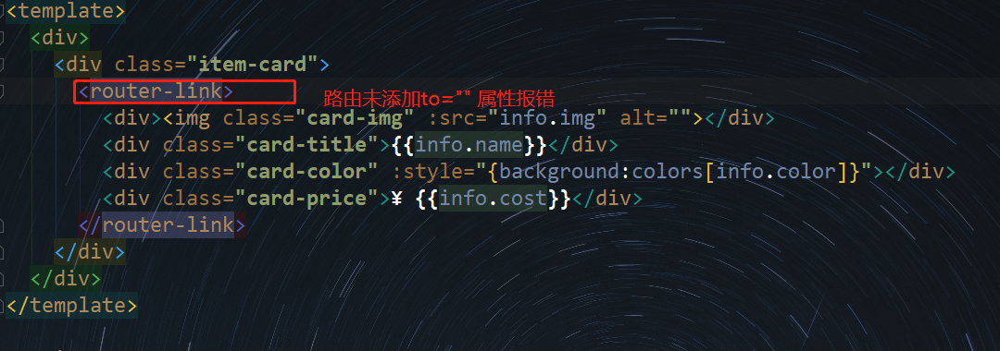 <template>
<div>
<div class="item-card">
<router-link> 路由未添加to="" 属性报错
<div><img class="card-img" :src="info.img" alt=""></div>
<div class="card-title">{{info.name}}</div>
<div class="card-color" :style="{background:colors[info.color]}"></div>
<div class="card-price">¥ {{info.cost}}</div>
</router-link>
</div>
</div>
</template>